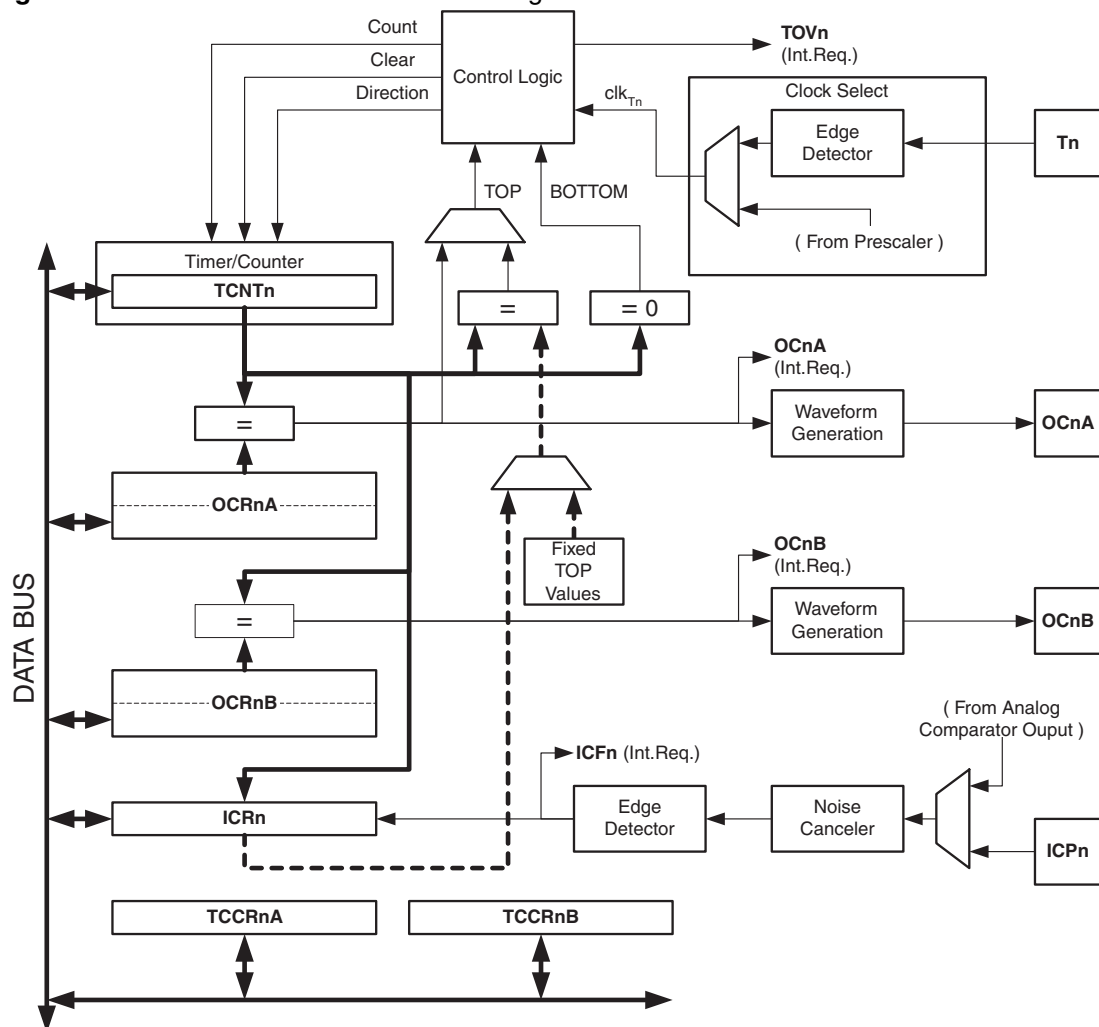 Count
Clear
Direction
Control Logic
TOVn
(Int.Req.)
clkTn
Clock Select
Edge
Detector
Tn
( From Prescaler )
TOP
BOTTOM
Timer/Counter
TCNTn
=
= 0
OCnA
(Int.Req.)
=
Waveform
Generation
OCnA
OCRnA
Fixed
TOP
Values
OCnB
(Int.Req.)
=
Waveform
Generation
OCnB
OCRnB
DATA BUS
( From Analog
Comparator Ouput )
ICFn (Int.Req.)
ICRn
Edge
Detector
Noise
Canceler
ICPn
TCCRnA
TCCRnB